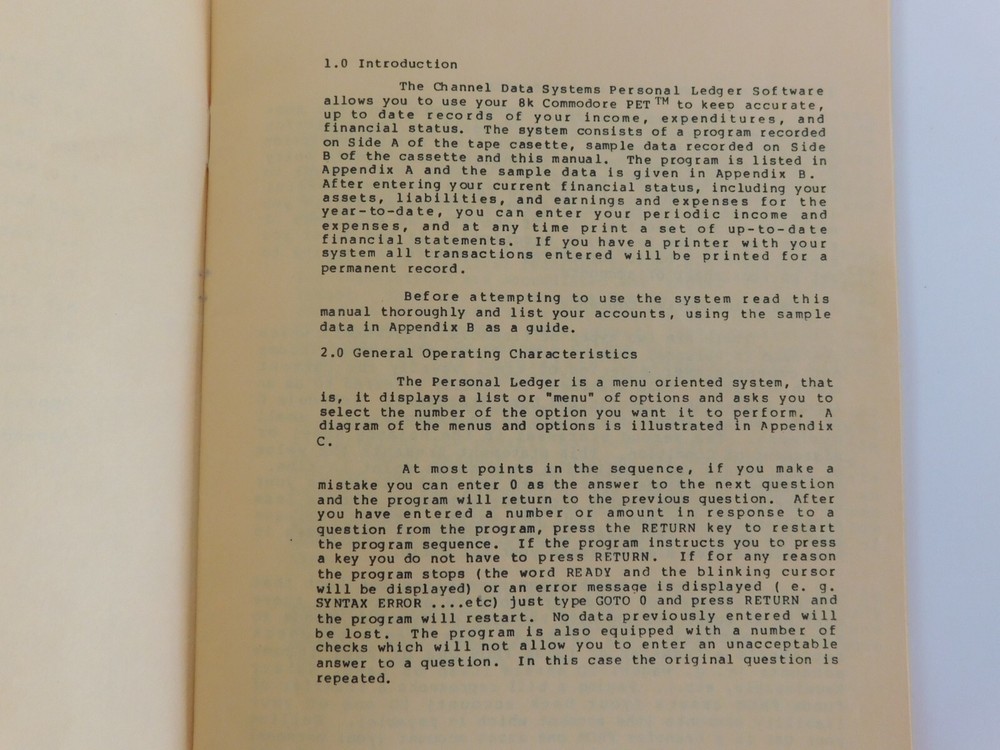 1.0 Introduction
The Channel Data Systems Personal Ledger Software
allows you to use your 8k Commodore PET™ to keep accurate,
up to date records of your income, expenditures, and
financial status. The system consists of a program recorded
on Side A of the tape casette, sample data recorded on Side
B of the cassette and this manual. The program is listed in
Appendix A and the sample data is given in Appendix B.
After entering your current financial status, including your
assets, liabilities, and earnings and expenses for the
year-to-date, you can enter your periodic income and
expenses, and at any time print a set of up-to-date
financial statements. If you have a printer with your
system all transactions entered will be printed for a
permanent record.
Before attempting to use the system read this
manual thoroughly and list your accounts, using the sample
data in Appendix B as a guide.
2.0 General Operating Characteristics
The Personal Ledger is a menu oriented system, that
is, it displays a list or "menu" of options and asks you to
select the number of the option you want it to perform. A
diagram of the menus and options is illustrated in Appendix
C.
At most points in the sequence, if you make a
mistake you can enter 0 as the answer to the next question
and the program will return to the previous question. After
you have entered a number or amount in response to a
question from the program, press the RETURN key to restart
the program sequence. If the program instructs you to press
a key you do not have to press RETURN. If for any reason
the program stops (the word READY and the blinking cursor
will be displayed) or an error message is displayed ( e. g.
SYNTAX ERROR ....etc) just type GOTO 0 and press RETURN and
the program will restart. No data previously entered will
be lost. The program is also equipped with a number of
checks which will not allow you to enter an unacceptable
answer to a question. In this case the original question is
repeated.